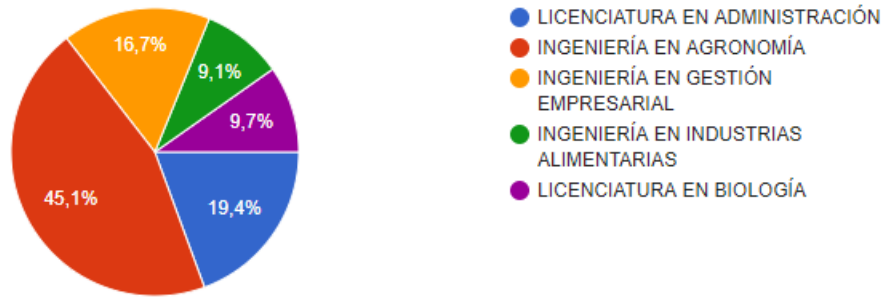 16,7%
9,1%
9,7%
45,1%
19,4%
LICENCIATURA EN ADMINISTRACIÓN
INGENIERÍA EN AGRONOMÍA
INGENIERÍA EN GESTIÓN
EMPRESARIAL
INGENIERÍA EN INDUSTRIAS
ALIMENTARIAS
LICENCIATURA EN BIOLOGÍA